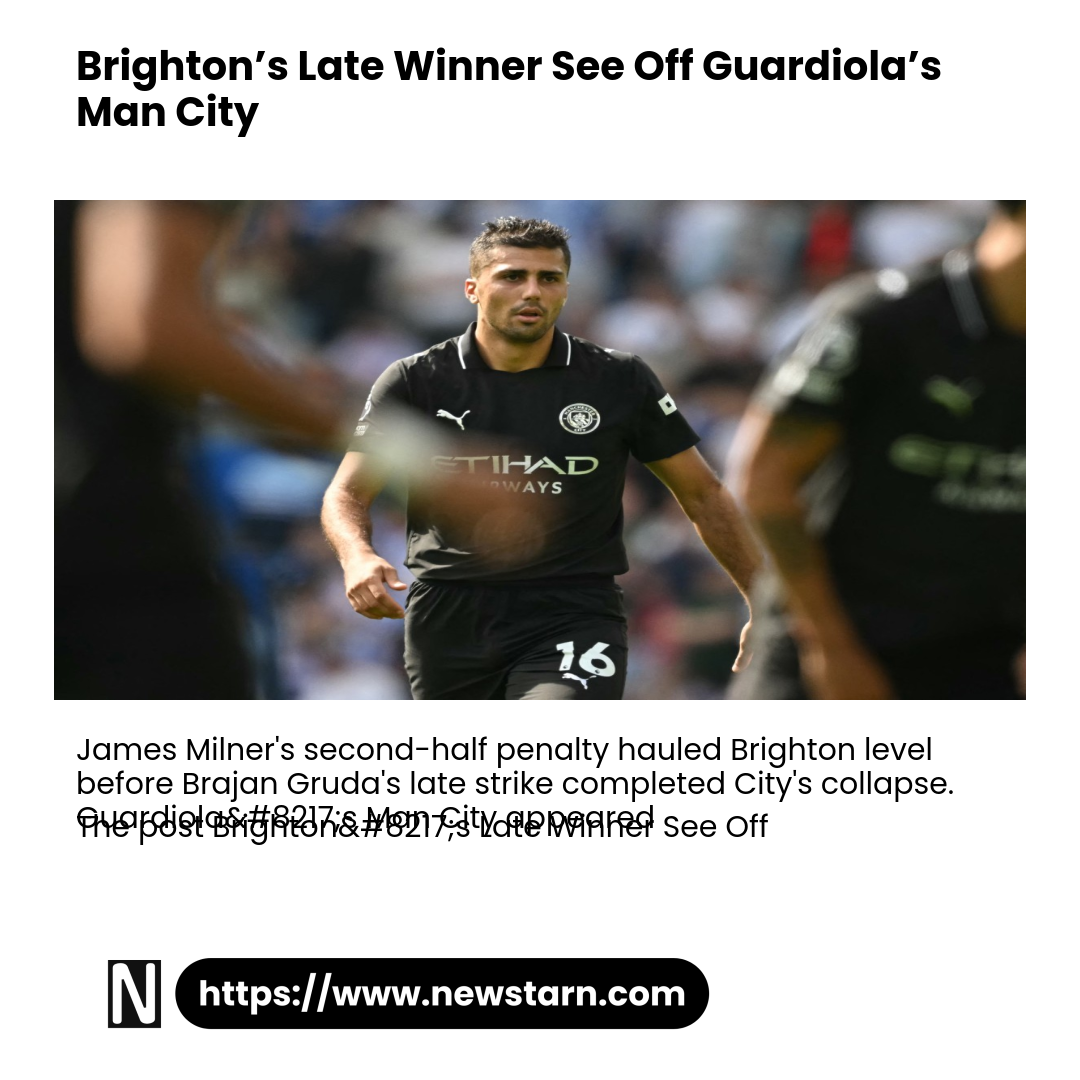 Brighton’s Late Winner See Off Guardiola’s
Man City
ETIHAD
AIRWAYS
16
James Milner's second-half penalty hauled Brighton level
before Brajan Gruda's late strike completed City's collapse.
Guardiola&#8217;s Man City appeared
The post Brighton&#8217;s Late Winner See Off
N
https://www.newstarn.com